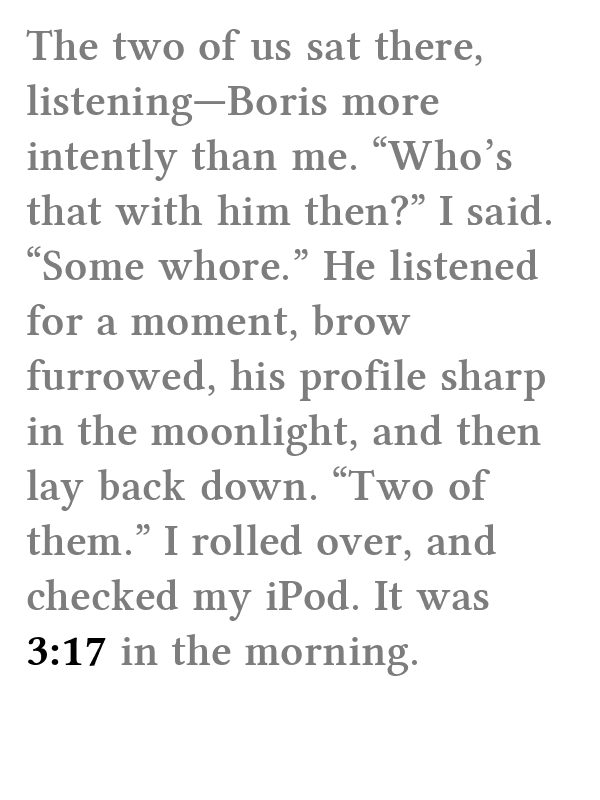 The two of us sat there,
listening—Boris more
intently than me. “Who’s
that with him then?” I said.
“Some whore.” He listened
for a moment, brow
furrowed, his profile sharp
in the moonlight, and then
lay back down. “Two of
them.” I rolled over, and
checked my iPod. It was
3:17 in the morning.